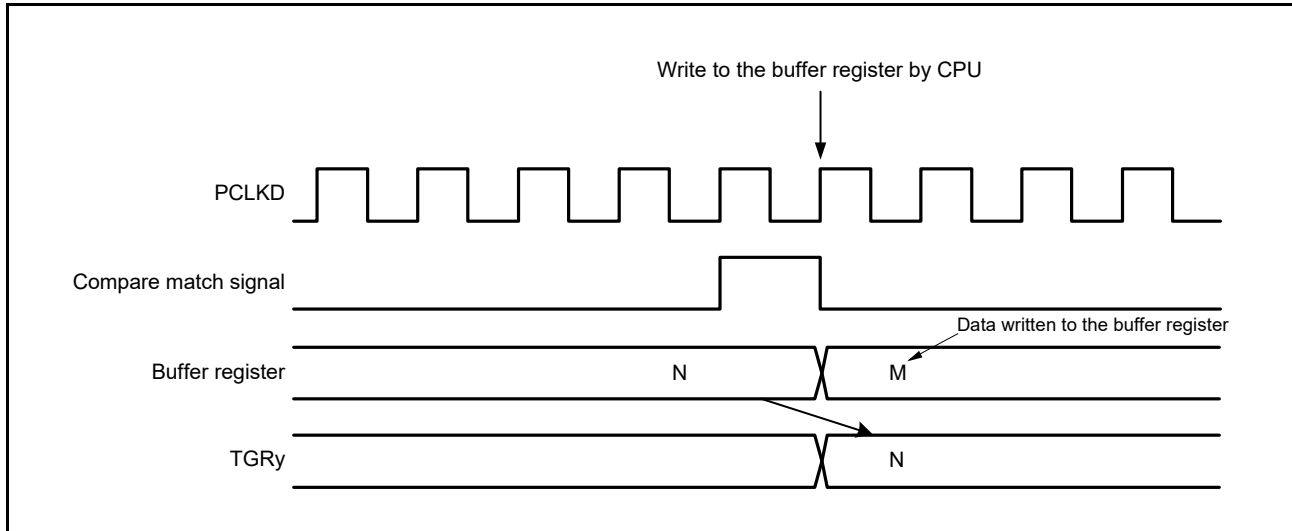 Write to the buffer register by CPU
PCLKD
Compare match signal
Data written to the buffer register
Buffer register
N
M
TGRy
N